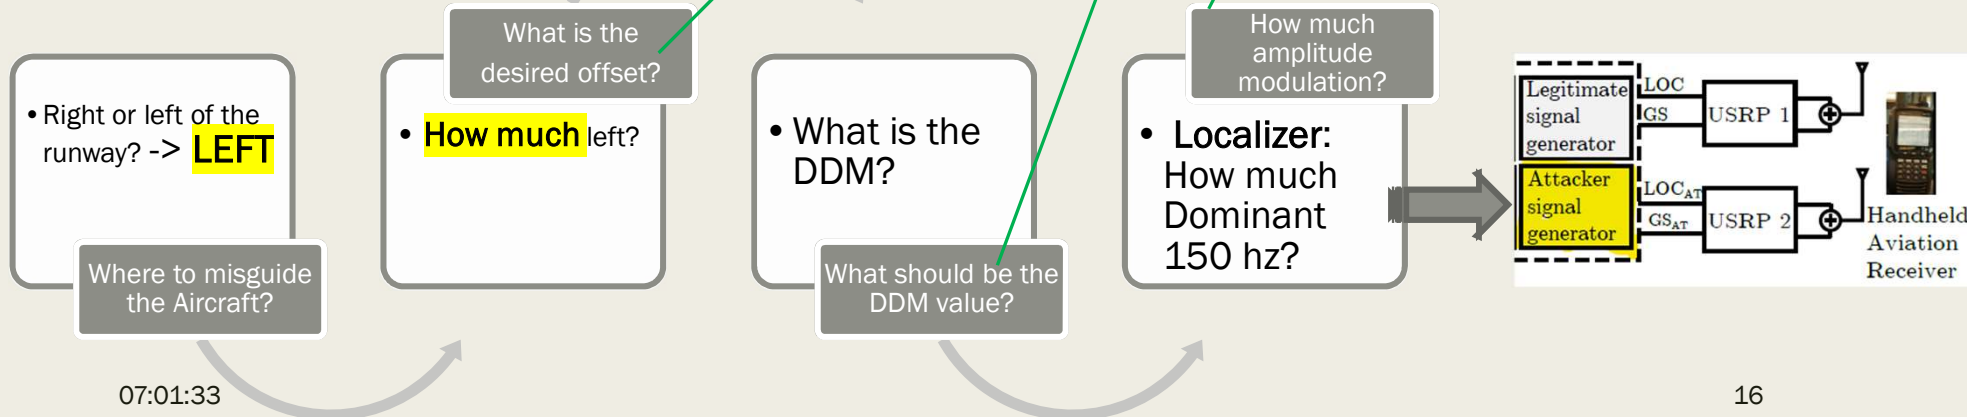 • Right or left of the
runway? -> LEFT
Where to misguide
the Aircraft?
What is the
desired offset?
• How much left?
• What is the
DDM?
What should be the
DDM value?
How much
amplitude
modulation?
• Localizer:
How much
Dominant
150 hz?
Legitimate
signal
generator
LOC
GS
USRP 1
Attacker
signal
generator
LOC_AT
GS_AT
USRP 2
Handheld
Aviation
Receiver
07:01:33
16